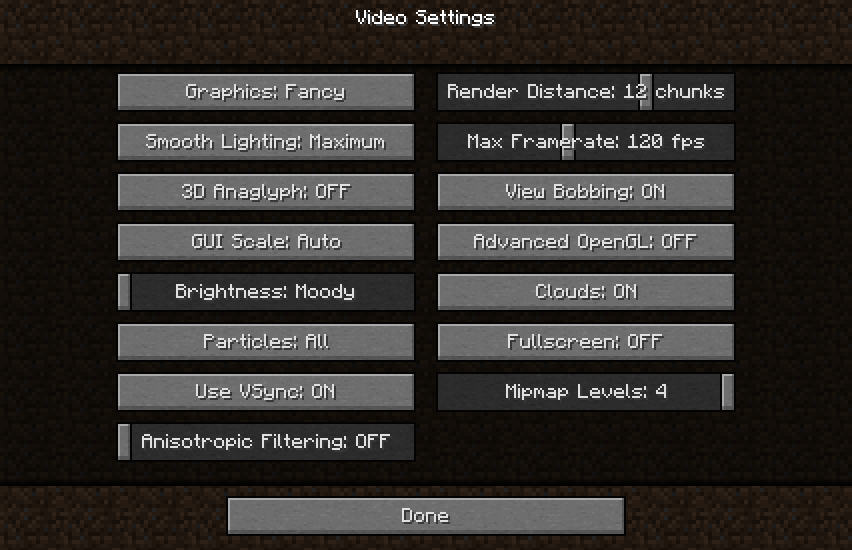 Video Settings
Graphics: Fancy
Render Distance: 12 chunks
Smooth Lighting: Maximum
Max Framerate: 120 fps
3D Anaglyph: OFF
View Bobbing: ON
GUI Scale: Auto
Advanced OpenGL: OFF
Brightness: Moody
Clouds: ON
Particles: All
Fullscreen: OFF
Use VSync: ON
Mipmap Levels: 4
Anisotropic Filtering: OFF
Done